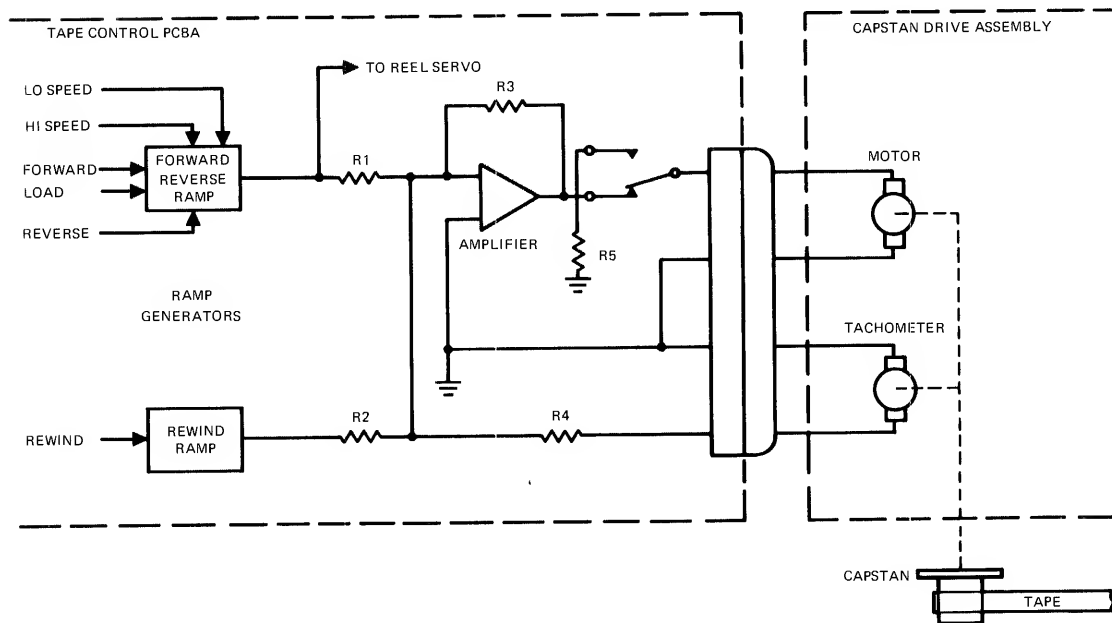 TAPE CONTROL PCBA
CAPSTAN DRIVE ASSEMBLY
TO REEL SERVO
LO SPEED
HI SPEED
FORWARD
LOAD
REVERSE
FORWARD
REVERSE
RAMP
R1
R3
AMPLIFIER
R5
MOTOR
RAMP
GENERATORS
TACHOMETER
REWIND
REWIND
RAMP
R2
R4
CAPSTAN
TAPE